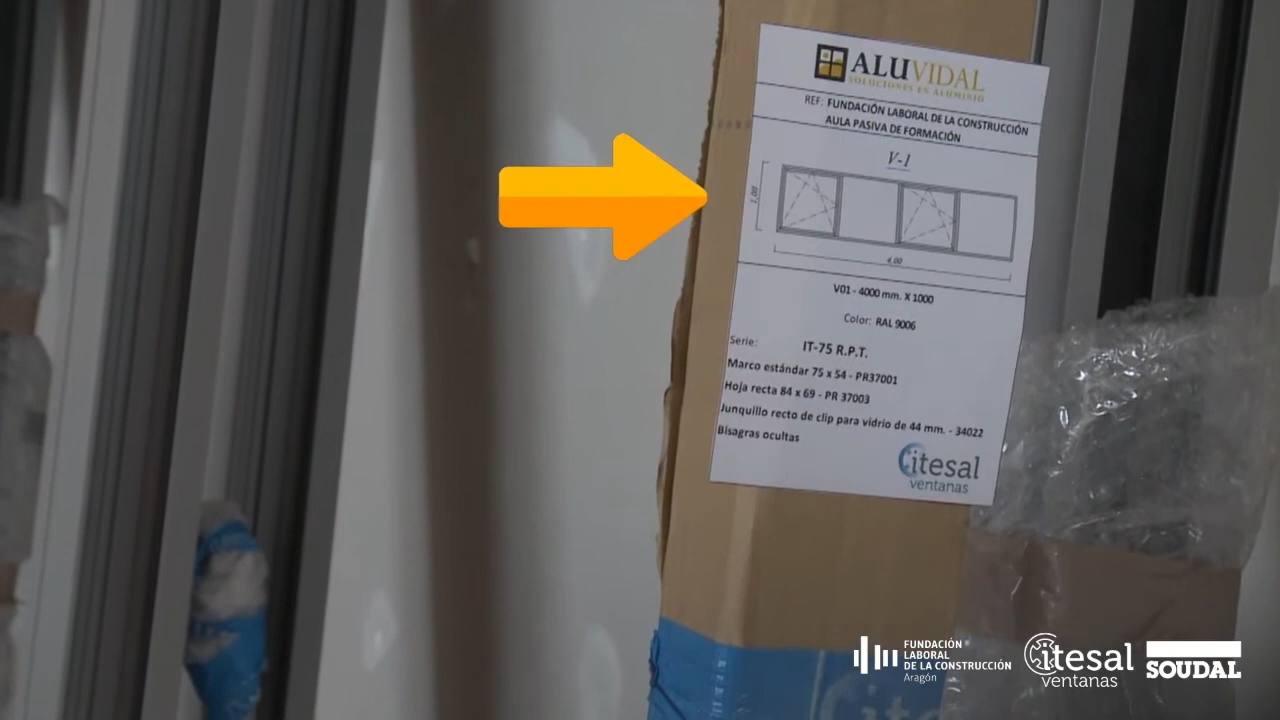 ALUVIDAL
SOLUCIONES EN ALUMINIO
REF: FUNDACIÓN LABORAL DE LA CONSTRUCCIÓN
AULA PASIVA DE FORMACIÓN
V-1
1,00
4,00
V01 - 4000 mm. X 1000
Color: RAL 9006
Serie: IT-75 R.P.T.
Marco estándar 75 x 54 - PR37001
Hoja recta 84 x 69 - PR 37003
Junquillo recto de clip para vidrio de 44 mm. - 34022
Bisagras ocultas
itesal
ventanas
FUNDACIÓN
LABORAL
DE LA CONSTRUCCIÓN
Aragón
itesal
ventanas
SOUDAL